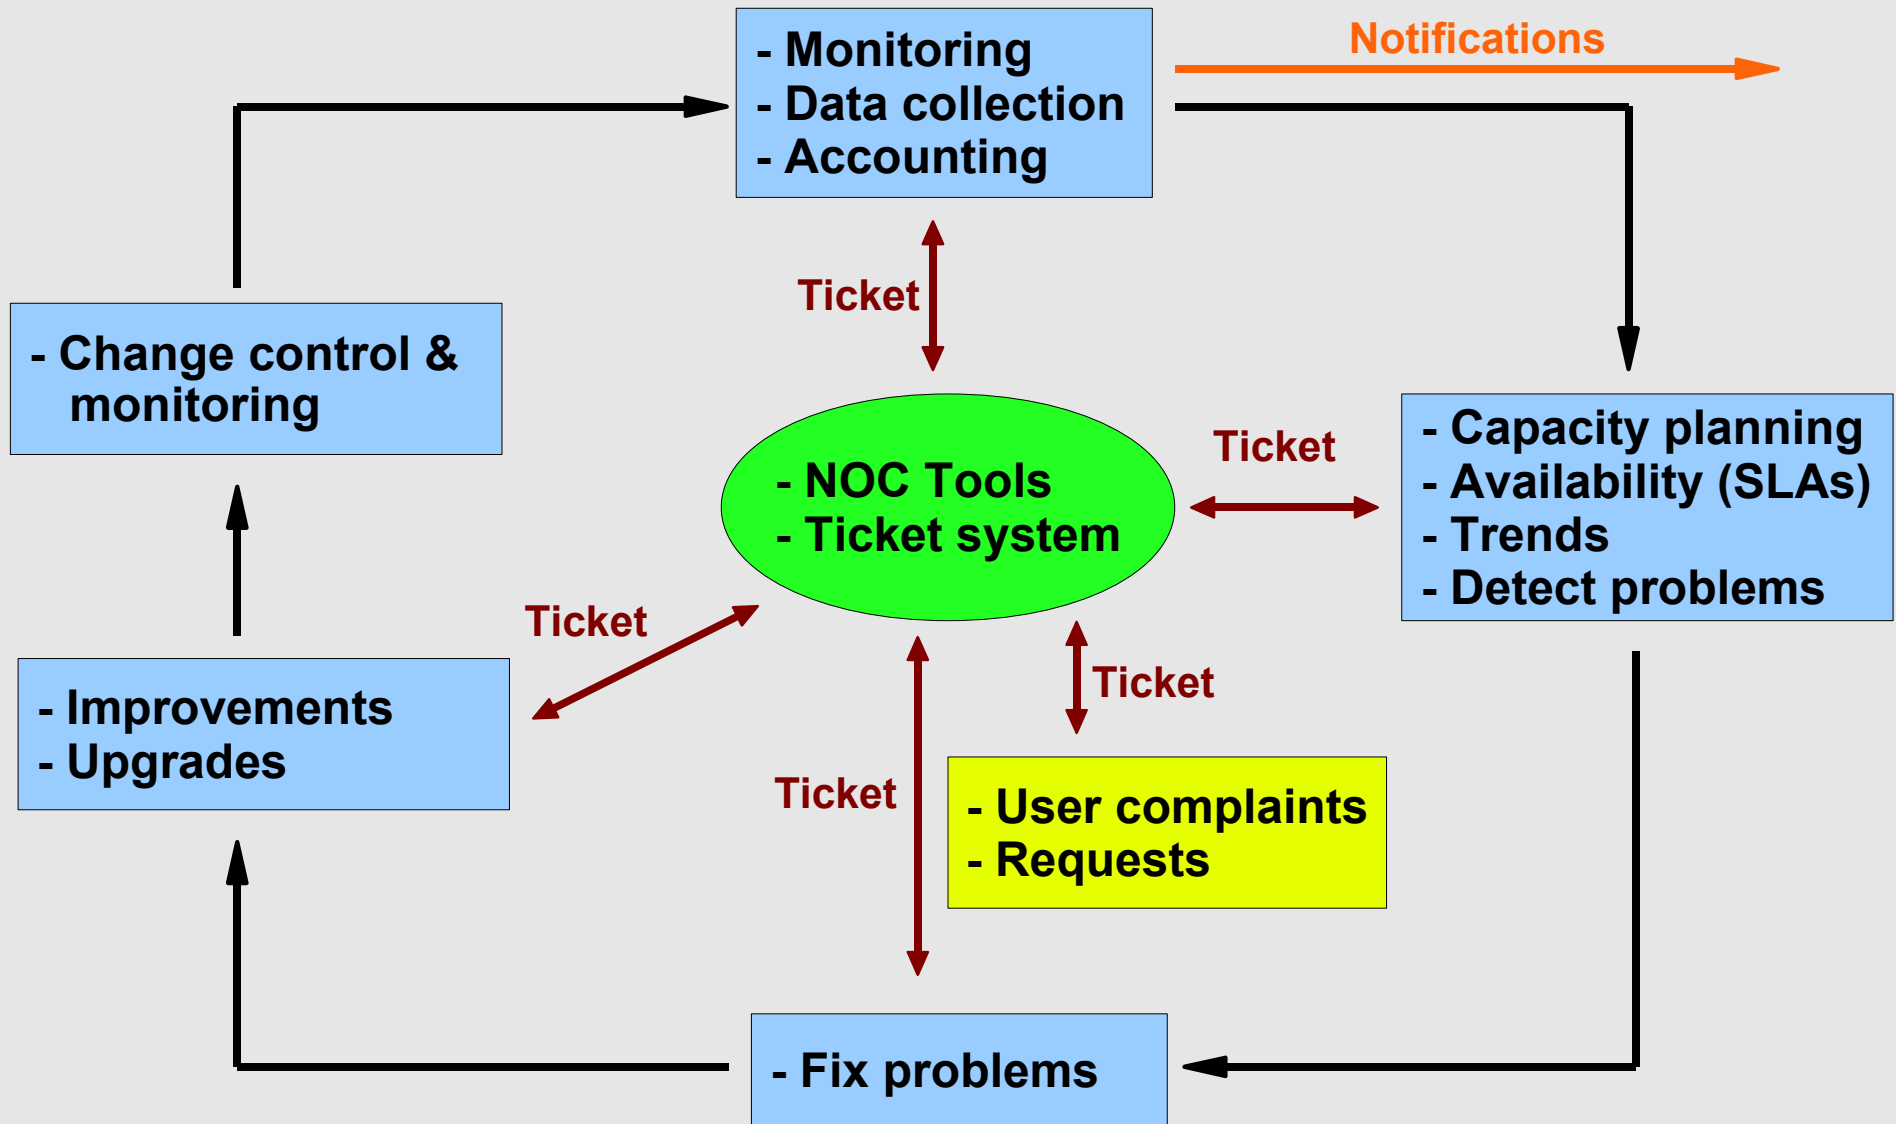 - Monitoring
- Data collection
- Accounting
Notifications
Ticket
- Change control &
monitoring
- NOC Tools
- Ticket system
Ticket
- Capacity planning
- Availability (SLAs)
- Trends
- Detect problems
Ticket
Ticket
- Improvements
- Upgrades
Ticket
- User complaints
- Requests
- Fix problems